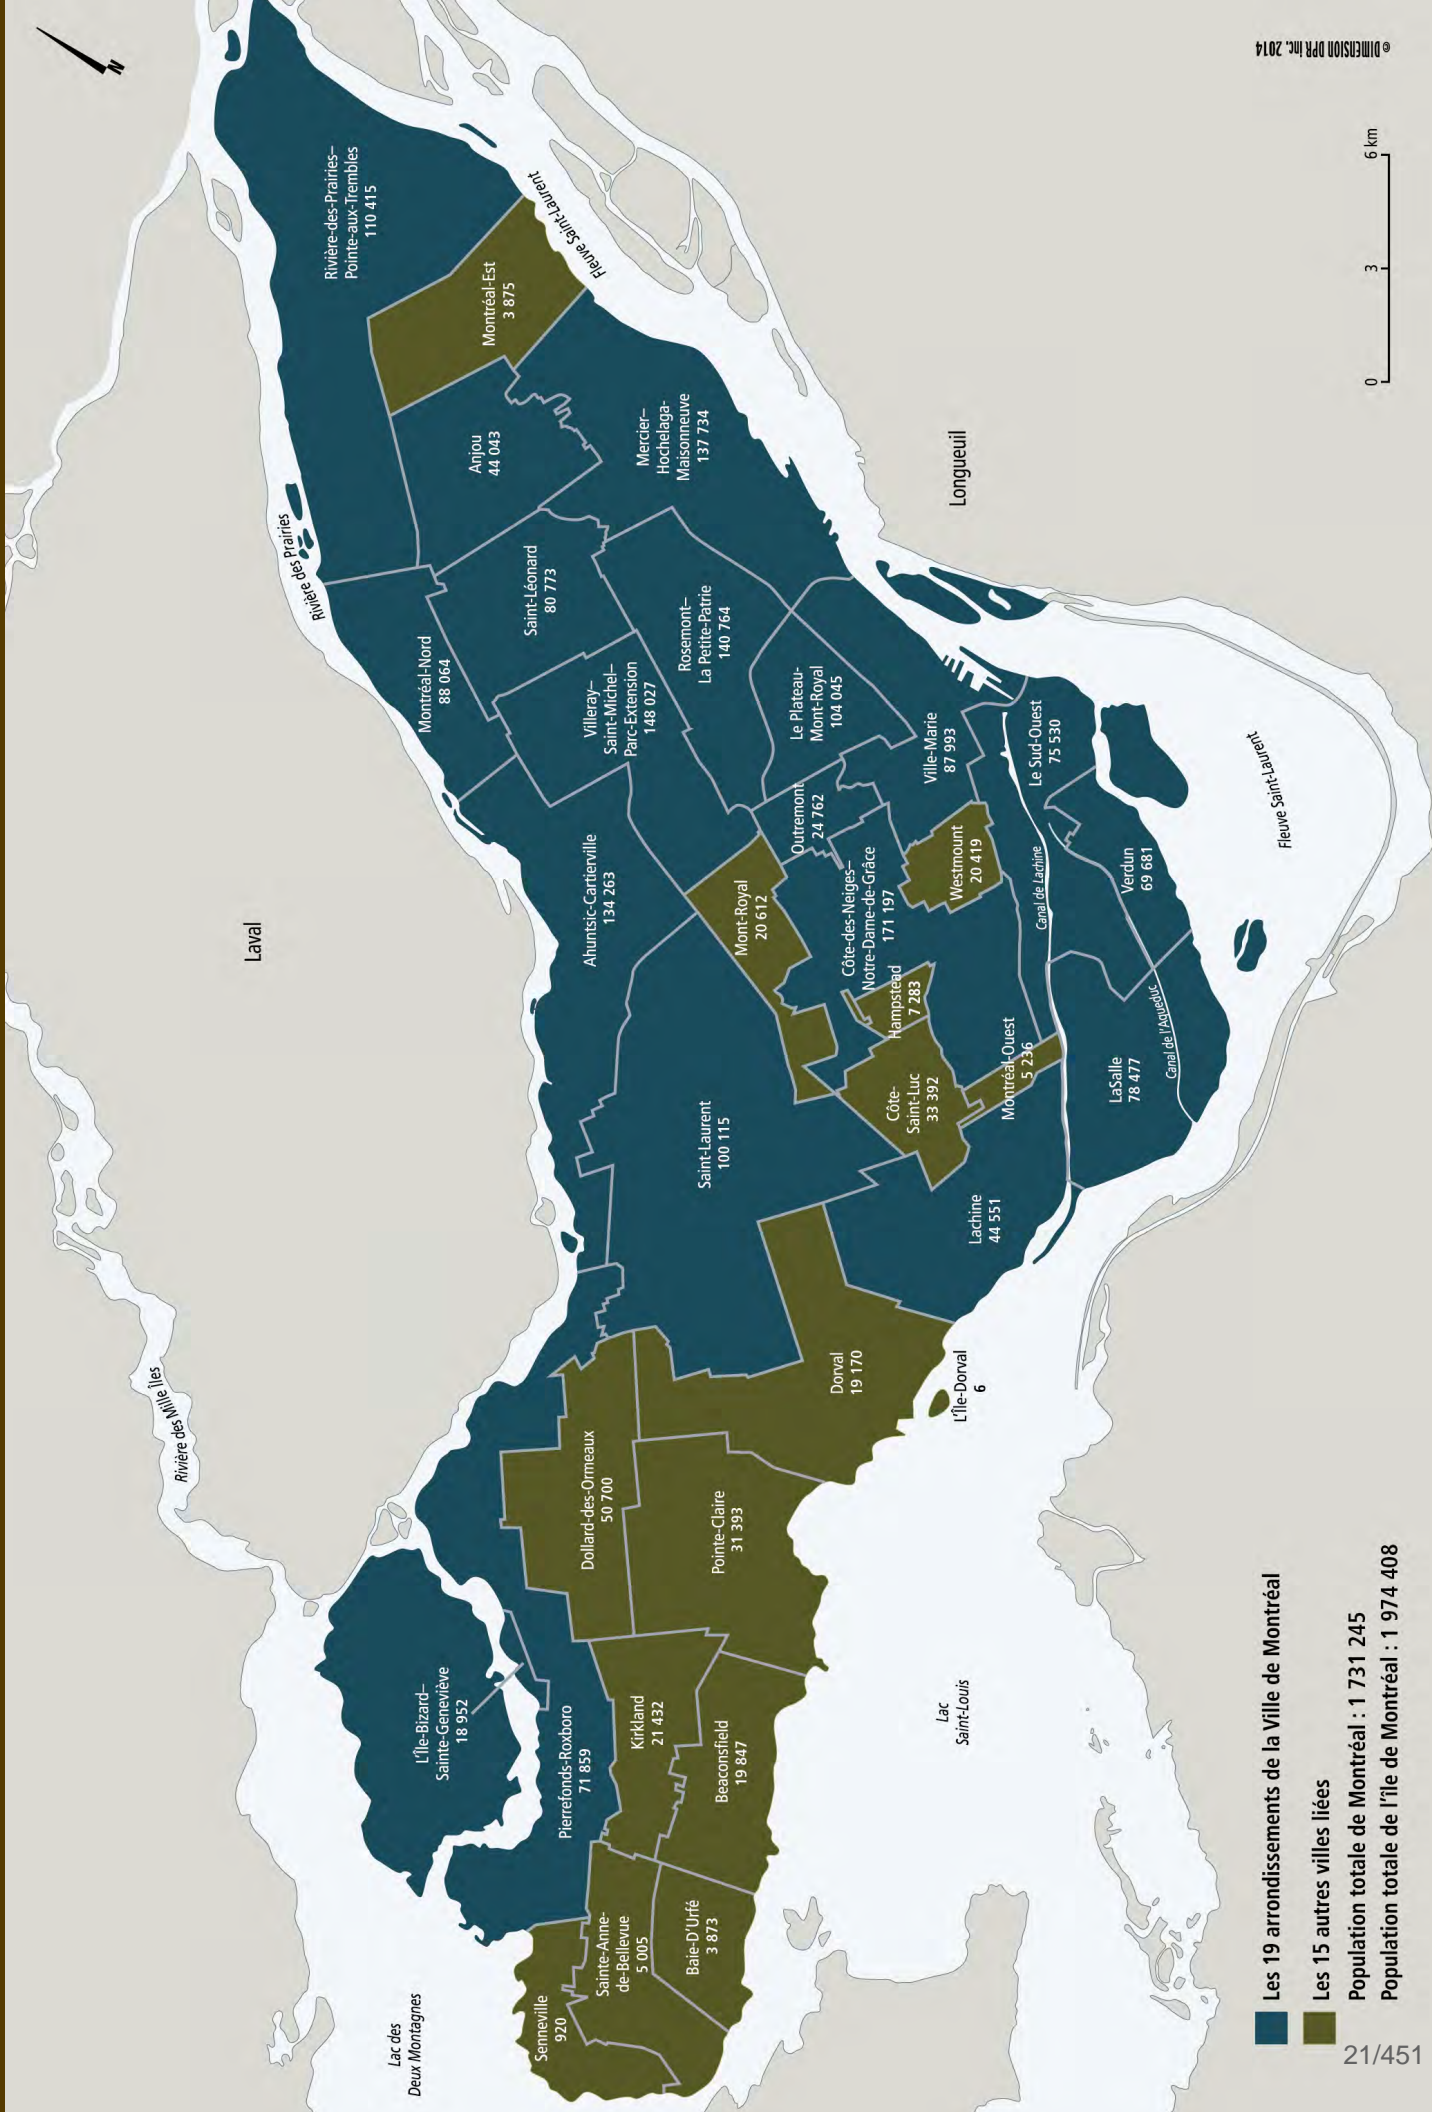 N
© DIMENSION DPR inc. 2014
Rivière-des-Prairies–
Pointe-aux-Trembles
110 415
Montréal-Est
3 875
Fleuve Saint-Laurent
Anjou
44 043
Mercier–
Hochelaga-
Maisonneuve
137 734
Longueuil
Rivière des Prairies
Montréal-Nord
88 064
Saint-Léonard
80 773
Villeray–
Saint-Michel–
Parc-Extension
148 027
Rosemont–
La Petite-Patrie
140 764
Le Plateau-
Mont-Royal
104 045
Ville-Marie
87 993
Le Sud-Ouest
75 530
Laval
Ahuntsic-Cartierville
134 263
Outremont
24 762
Mont-Royal
20 612
Côte-des-Neiges–
Notre-Dame-de-Grâce
171 197
Westmount
20 419
Canal de Lachine
Verdun
69 681
Fleuve Saint-Laurent
Hampstead
7 283
Côte-
Saint-Luc
33 392
Montréal-Ouest
5 236
LaSalle
78 477
Canal de l'Aqueduc
Saint-Laurent
100 115
Lachine
44 551
Rivière des Mille Îles
Dorval
19 170
L'Île-Dorval
6
Dollard-des-Ormeaux
50 700
Pointe-Claire
31 393
L'Île-Bizard–
Sainte-Geneviève
18 952
Pierrefonds-Roxboro
71 859
Kirkland
21 432
Beaconsfield
19 847
Lac
Saint-Louis
Sainte-Anne-
de-Bellevue
5 005
Baie-D'Urfé
3 873
Senneville
920
Lac des
Deux Montagnes
0 3 6 km
Les 19 arrondissements de la Ville de Montréal
Les 15 autres villes liées
Population totale de Montréal : 1 731 245
Population totale de l'île de Montréal : 1 974 408
21/451